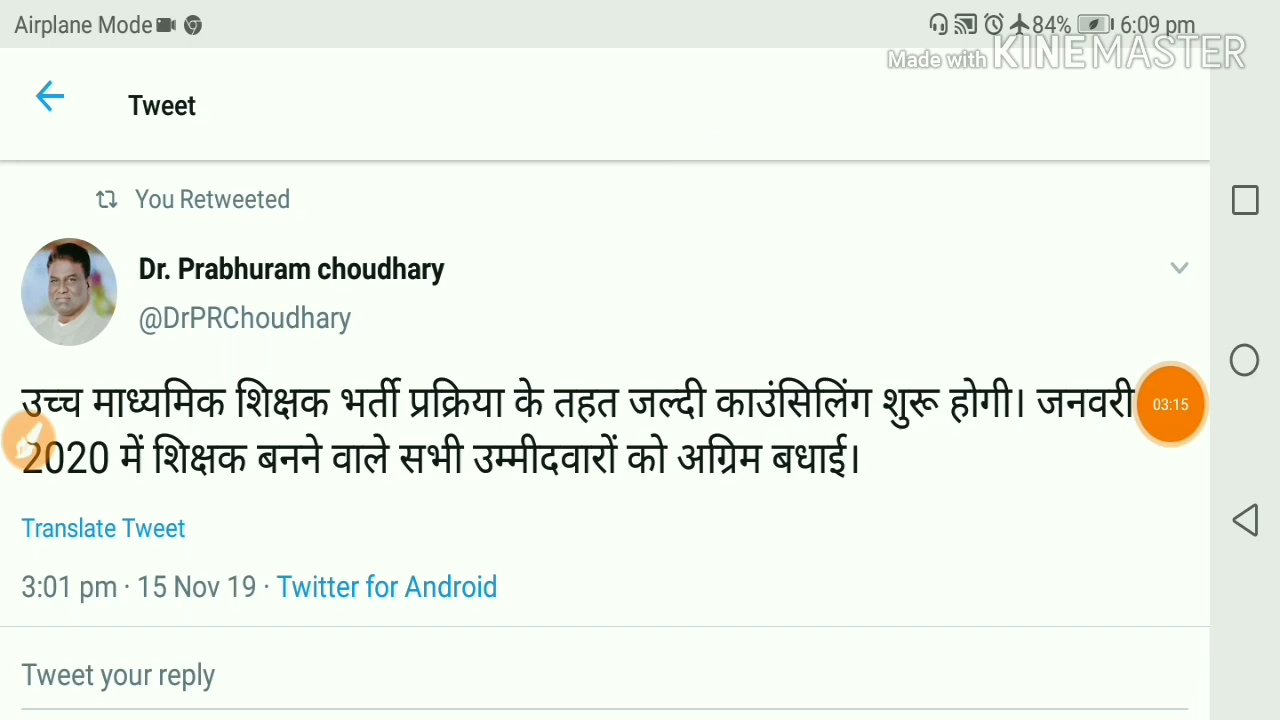 Airplane Mode 84% 6:09 pm
Made with KINEMASTER
Tweet
You Retweeted
Dr. Prabhuram choudhary
@DrPRChoudhary
उच्च माध्यमिक शिक्षक भर्ती प्रक्रिया के तहत जल्दी काउंसिलिंग शुरू होगी। जनवरी
03:15
2020 में शिक्षक बनने वाले सभी उम्मीदवारों को अग्रिम बधाई।
Translate Tweet
3:01 pm · 15 Nov 19 · Twitter for Android
Tweet your reply